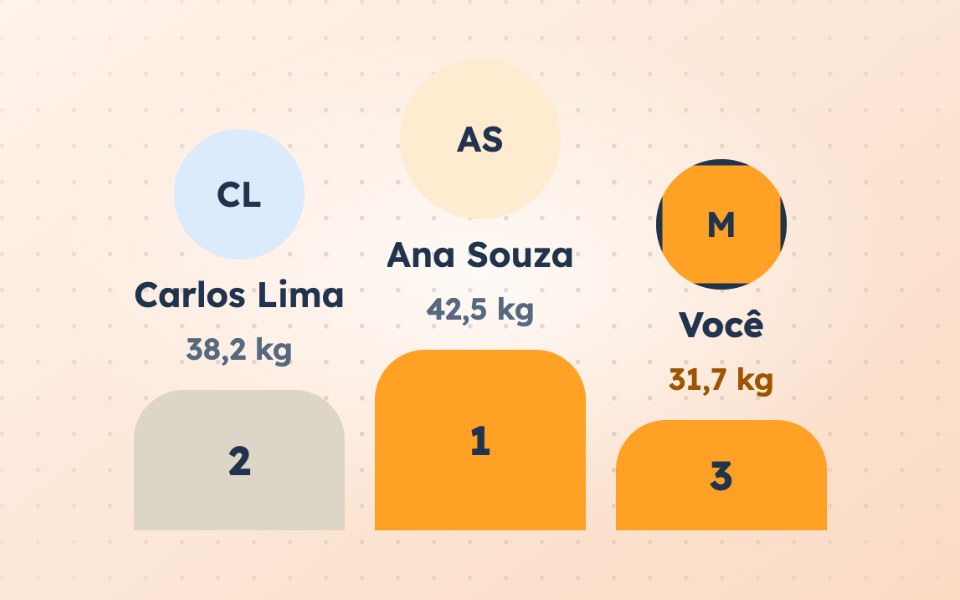 CL
Carlos Lima
38,2 kg
2
AS
Ana Souza
42,5 kg
1
M
Você
31,7 kg
3